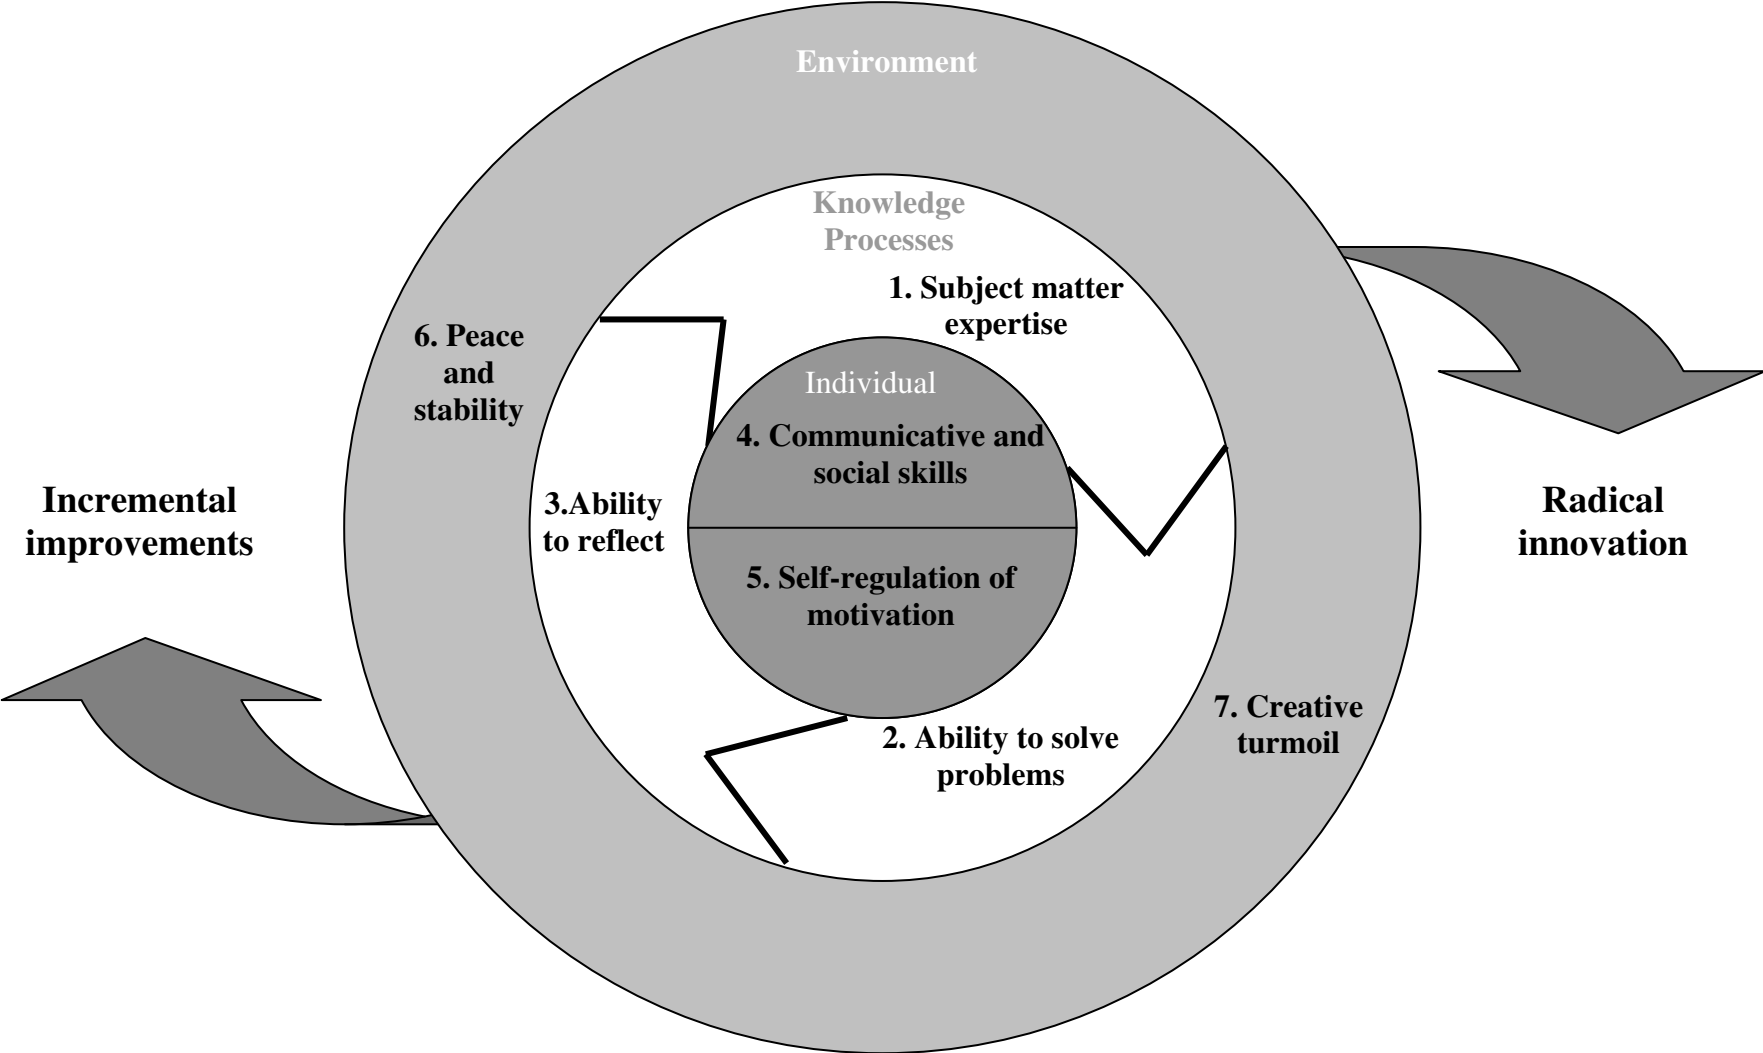 Environment
Knowledge
Processes
1. Subject matter
expertise
6. Peace
and
stability
Individual
4. Communicative and
social skills
Incremental
improvements
3.Ability
to reflect
Radical
innovation
5. Self-regulation of
motivation
7. Creative
turmoil
2. Ability to solve
problems